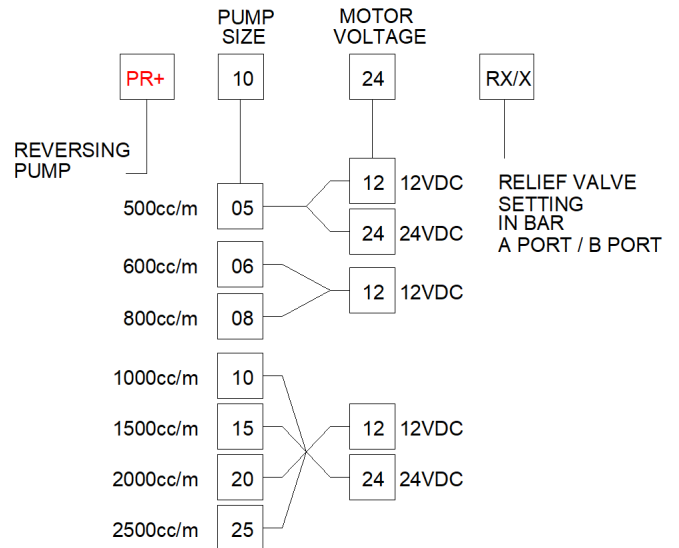 PUMP
SIZE
MOTOR
VOLTAGE
PR+
10
24
RX/X
REVERSING
PUMP
RELIEF VALVE
SETTING
IN BAR
A PORT / B PORT
500cc/m 05
12 12VDC
24 24VDC
600cc/m 06
800cc/m 08
12 12VDC
1000cc/m 10
1500cc/m 15
2000cc/m 20
2500cc/m 25
12 12VDC
24 24VDC